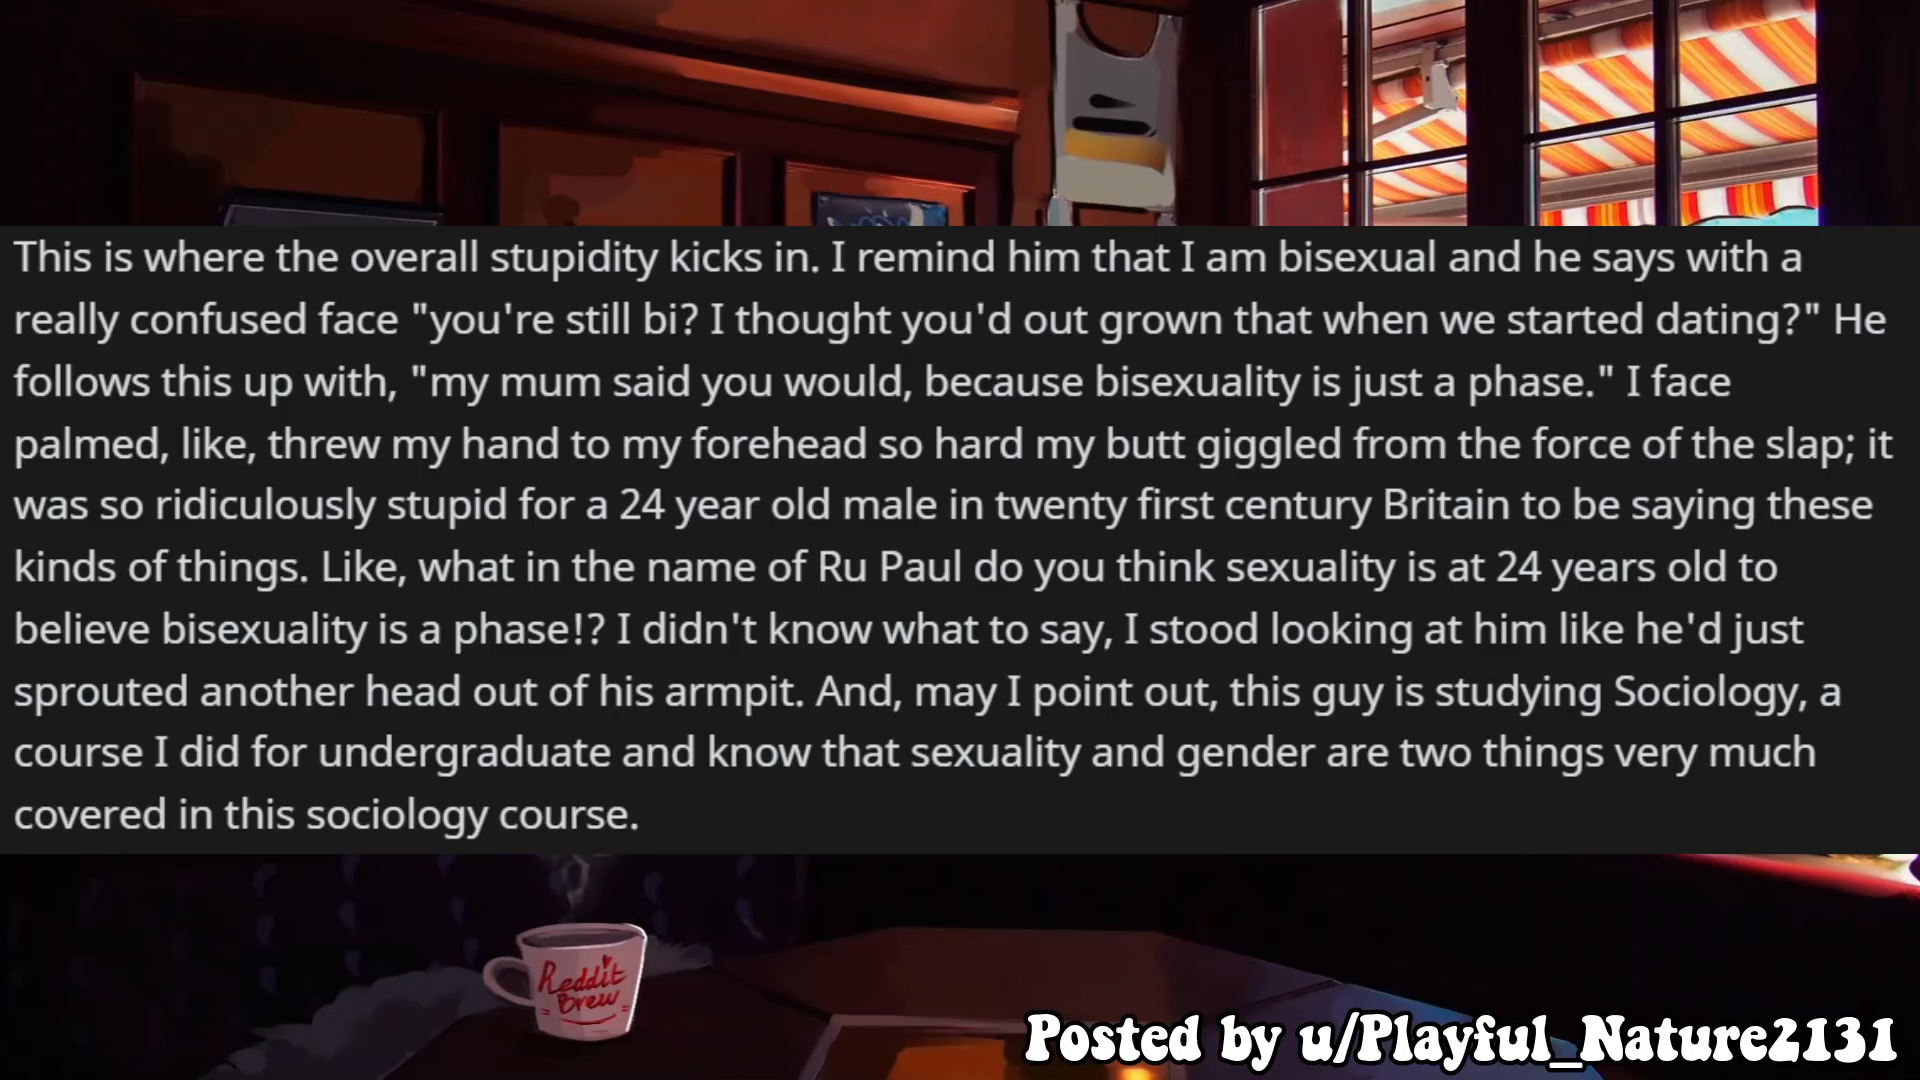 This is where the overall stupidity kicks in. I remind him that I am bisexual and he says with a
really confused face "you're still bi? I thought you'd out grown that when we started dating?" He
follows this up with, "my mum said you would, because bisexuality is just a phase." I face
palmed, like, threw my hand to my forehead so hard my butt giggled from the force of the slap; it
was so ridiculously stupid for a 24 year old male in twenty first century Britain to be saying these
kinds of things. Like, what in the name of Ru Paul do you think sexuality is at 24 years old to
believe bisexuality is a phase!? I didn't know what to say, I stood looking at him like he'd just
sprouted another head out of his armpit. And, may I point out, this guy is studying Sociology, a
course I did for undergraduate and know that sexuality and gender are two things very much
covered in this sociology course.
Reddit
Brew
Posted by u/Playful_Nature2131